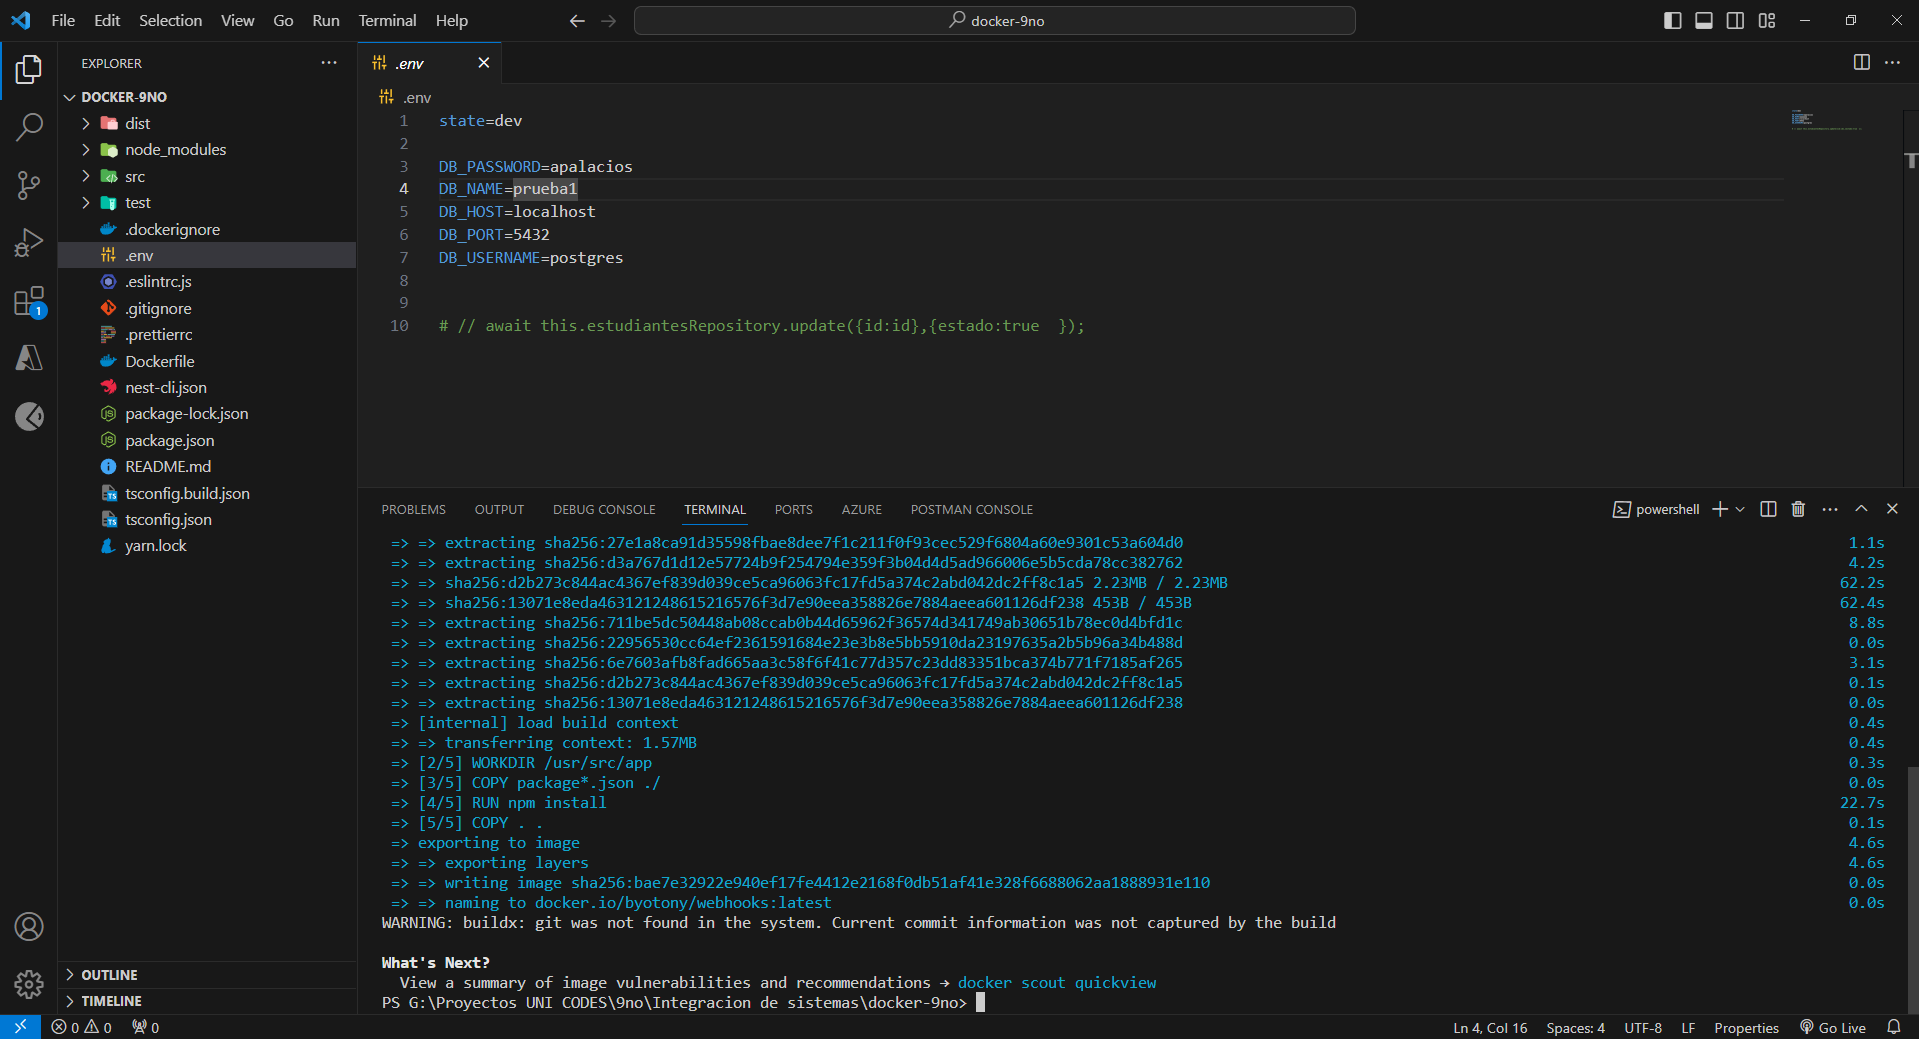 File Edit Selection View Go Run Terminal Help
docker-9no
EXPLORER
DOCKER-9NO
dist
node_modules
src
test
.dockerignore
.env
.eslintrc.js
.gitignore
.prettierrc
Dockerfile
nest-cli.json
package-lock.json
package.json
README.md
tsconfig.build.json
tsconfig.json
yarn.lock
OUTLINE
TIMELINE
1
.env
.env
1 state=dev
2
3 DB_PASSWORD=apalacios
4 DB_NAME=prueba1
5 DB_HOST=localhost
6 DB_PORT=5432
7 DB_USERNAME=postgres
8
9
10 # // await this.estudiantesRepository.update({id:id},{estado:true  });
PROBLEMS OUTPUT DEBUG CONSOLE TERMINAL PORTS AZURE POSTMAN CONSOLE
powershell
=> => extracting sha256:27e1a8ca91d35598fbae8dee7f1c211f0f93cec529f6804a60e9301c53a604d0 1.1s
=> => extracting sha256:d3a767d1d12e57724b9f254794e359f3b04d4d5ad966006e5b5cda78cc382762 4.2s
=> => sha256:d2b273c844ac4367ef839d039ce5ca96063fc17fd5a374c2abd042dc2ff8c1a5 2.23MB / 2.23MB 62.2s
=> => sha256:13071e8eda463121248615216576f3d7e90eea358826e7884aeea601126df238 453B / 453B 62.4s
=> => extracting sha256:711be5dc50448ab08ccab0b44d65962f36574d341749ab30651b78ec0d4bfd1c 8.8s
=> => extracting sha256:22956530cc64ef2361591684e23e3b8e5bb5910da23197635a2b5b96a34b488d 0.0s
=> => extracting sha256:6e7603afb8fad665aa3c58f6f41c77d357c23dd83351bca374b771f7185af265 3.1s
=> => extracting sha256:d2b273c844ac4367ef839d039ce5ca96063fc17fd5a374c2abd042dc2ff8c1a5 0.1s
=> => extracting sha256:13071e8eda463121248615216576f3d7e90eea358826e7884aeea601126df238 0.0s
=> [internal] load build context 0.4s
=> => transferring context: 1.57MB 0.4s
=> [2/5] WORKDIR /usr/src/app 0.3s
=> [3/5] COPY package*.json ./ 0.0s
=> [4/5] RUN npm install 22.7s
=> [5/5] COPY . . 0.1s
=> exporting to image 4.6s
=> => exporting layers 4.6s
=> => writing image sha256:bae7e32922e940ef17fe4412e2168f0db51af41e328f6688062aa1888931e110 0.0s
=> => naming to docker.io/byotony/webhooks:latest 0.0s
WARNING: buildx: git was not found in the system. Current commit information was not captured by the build
What's Next?
View a summary of image vulnerabilities and recommendations → docker scout quickview
PS G:\Proyectos UNI CODES\9no\Integracion de sistemas\docker-9no>
0 0 0 Ln 4, Col 16 Spaces: 4 UTF-8 LF Properties Go Live